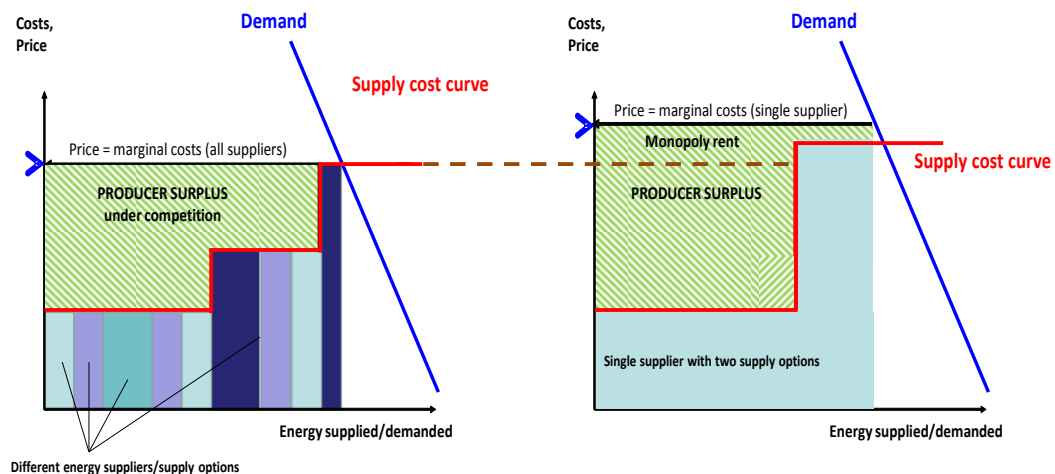 Costs,
Price
Demand
Supply cost curve
Price = marginal costs (all suppliers)
PRODUCER SURPLUS
under competition
Energy supplied/demanded
Different energy suppliers/supply options
Costs,
Price
Demand
Price = marginal costs (single supplier)
Monopoly rent
Supply cost curve
PRODUCER SURPLUS
Single supplier with two supply options
Energy supplied/demanded